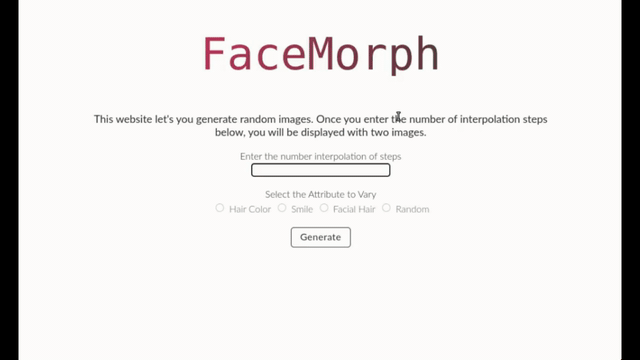 FaceMorph
This website let's you generate random images. Once you enter the number of interpolation steps
below, you will be displayed with two images.
Enter the number interpolation of steps
Select the Attribute to Vary
Hair Color Smile Facial Hair Random
Generate